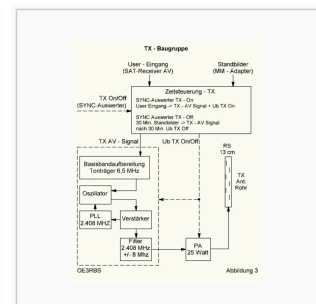 TX - Baugruppe
User - Eingang
(SAT-Receiver AV)
Standbilder
(MM - Adapter)
TX On/Off
(SYNC-Auswerter)
Zeitsteuerung - TX
SYNC-Auswerter TX - On
User Eingang -> TX - AV Signal + Ub TX On
SYNC Auswerter TX - Off
30 Min. Standbilder -> TX - AV Signal
nach 30 Min. Ub TX Off
TX AV - Signal
Ub TX On/Off
RS
13 cm
Basisbandaufbereitung
Tonträger 6,5 MHz
Oszillator
TX
Ant.
Rohr
PLL
2.408 MHZ
Verstärker
Filter
2.408 MHz
+/- 8 Mhz
PA
25 Watt
OE3RBS
Abbildung 3